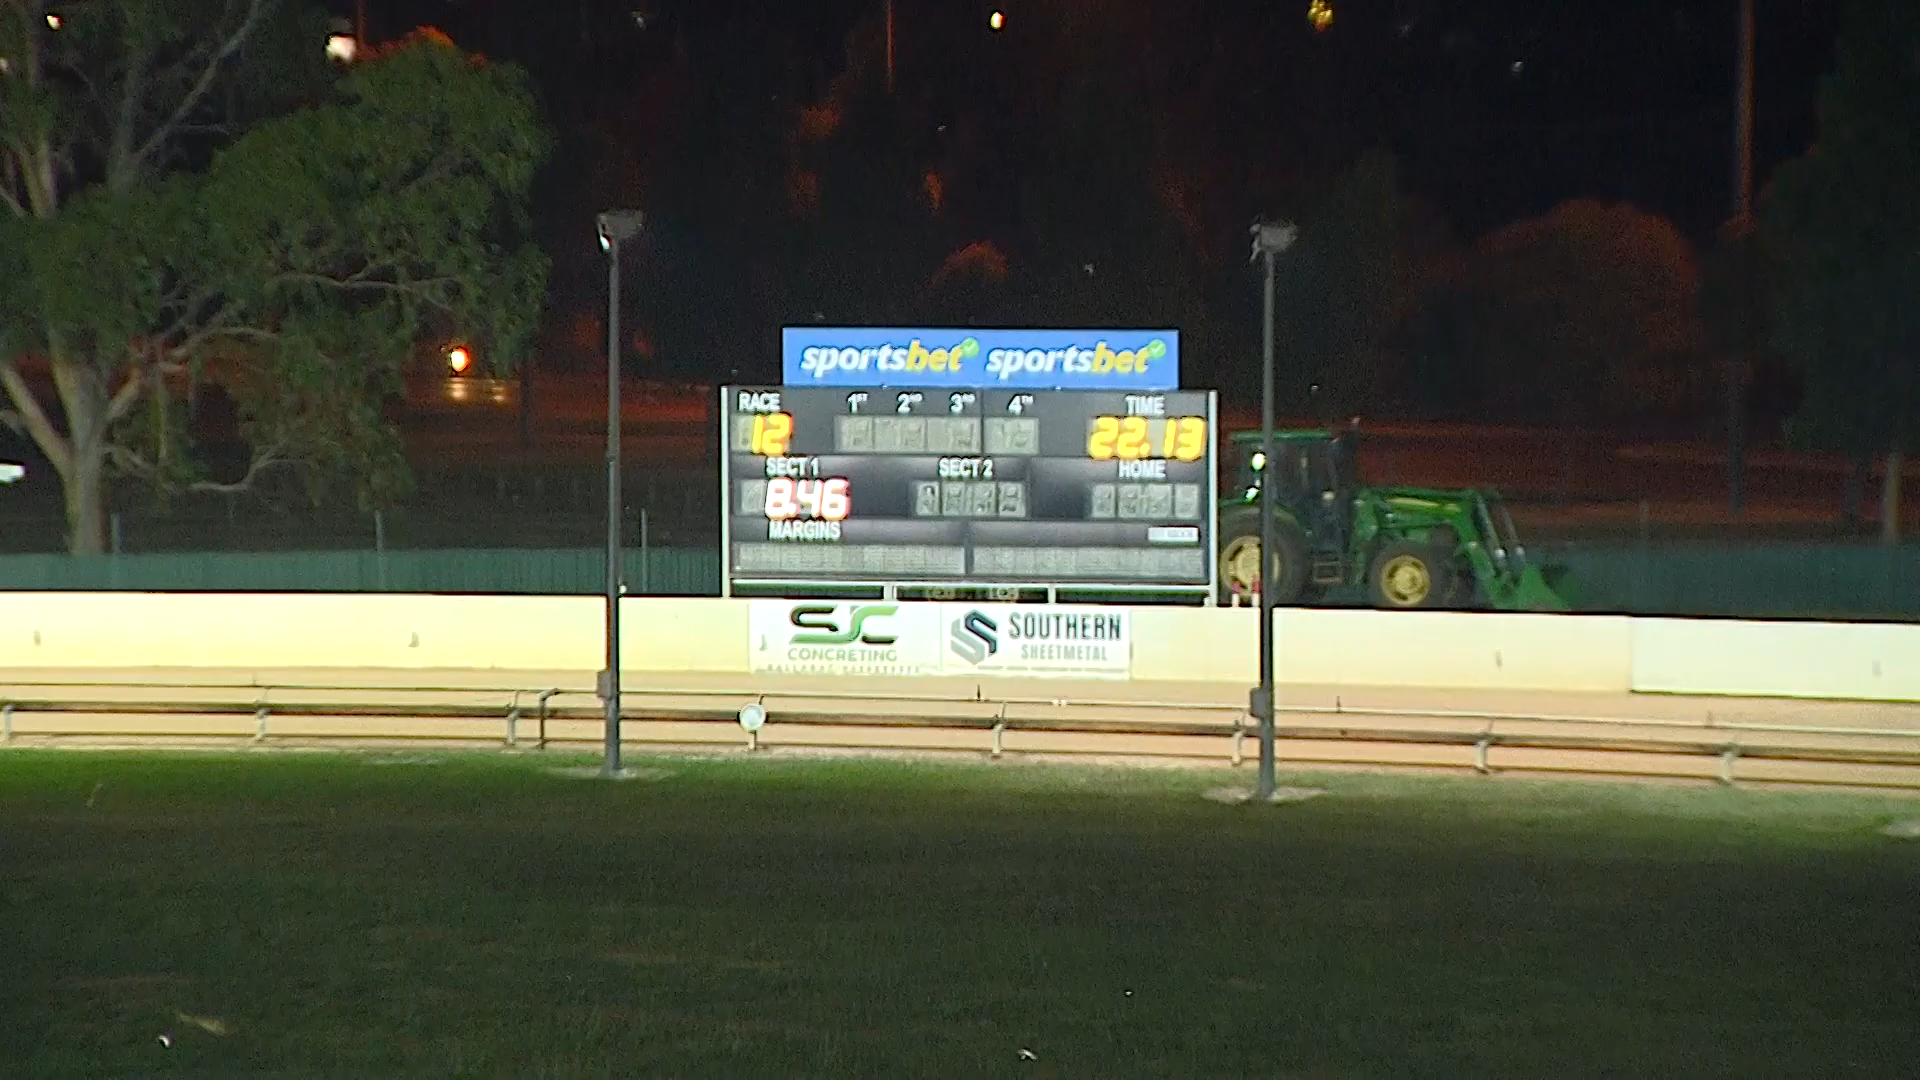 sportsbet sportsbet
RACE 1ST 2ND 3RD 4TH TIME
12 22.13
SECT 1 SECT 2 HOME
8.46
MARGINS
SJC
CONCRETING
SOUTHERN
SHEETMETAL